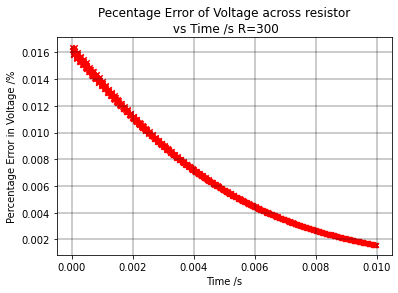 Pecentage Error of Voltage across resistor
vs Time /s R=300
Percentage Error in Voltage /%
0.016
0.014
0.012
0.010
0.008
0.006
0.004
0.002
0.000 0.002 0.004 0.006 0.008 0.010
Time /s